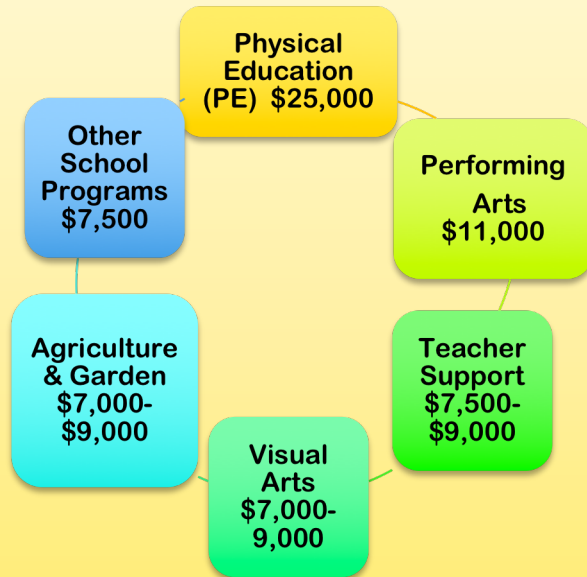 Physical
Education
(PE) $25,000
Performing
Arts
$11,000
Teacher
Support
$7,500-
$9,000
Visual
Arts
$7,000-
9,000
Agriculture
& Garden
$7,000-
$9,000
Other
School
Programs
$7,500